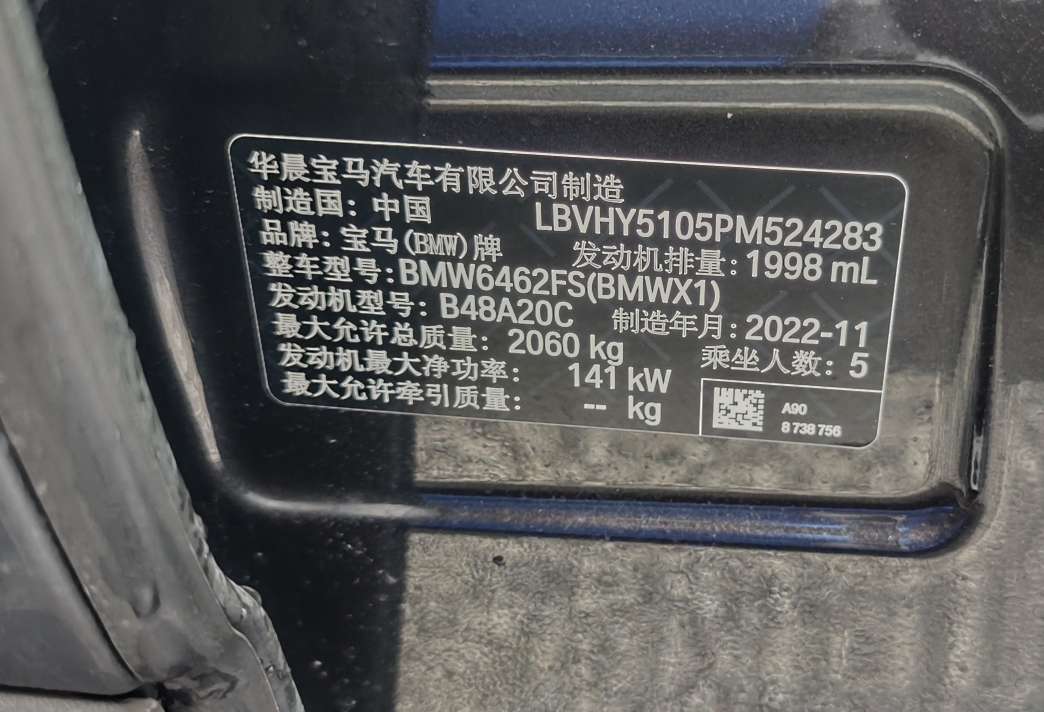 华晨宝马汽车有限公司制造
制造国：中国 LBVHY5105PM524283
品牌：宝马(BMW)牌 发动机排量：1998 mL
整车型号：BMW6462FS(BMWX1)
发动机型号：B48A20C 制造年月：2022-11
最大允许总质量：2060 kg 乘坐人数：5
发动机最大净功率：141 kW
最大允许牵引质量：-- kg
A90
8 738 756